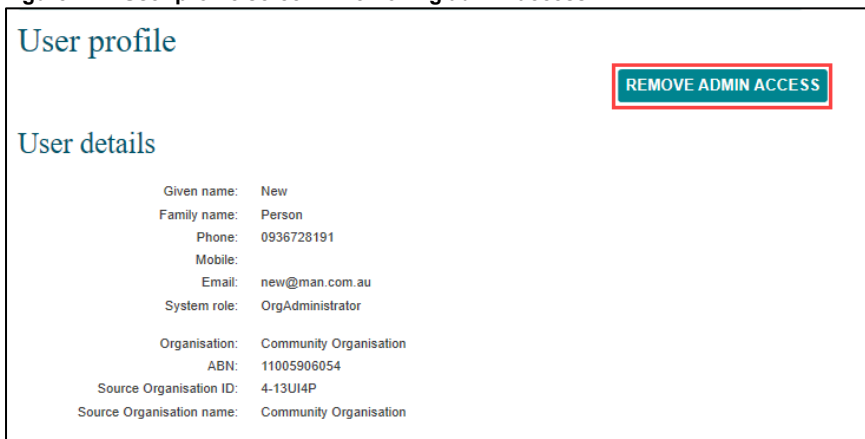 User profile
REMOVE ADMIN ACCESS
User details
Given name: New
Family name: Person
Phone: 0936728191
Mobile:
Email: new@man.com.au
System role: OrgAdministrator
Organisation: Community Organisation
ABN: 11005906054
Source Organisation ID: 4-13UI4P
Source Organisation name: Community Organisation